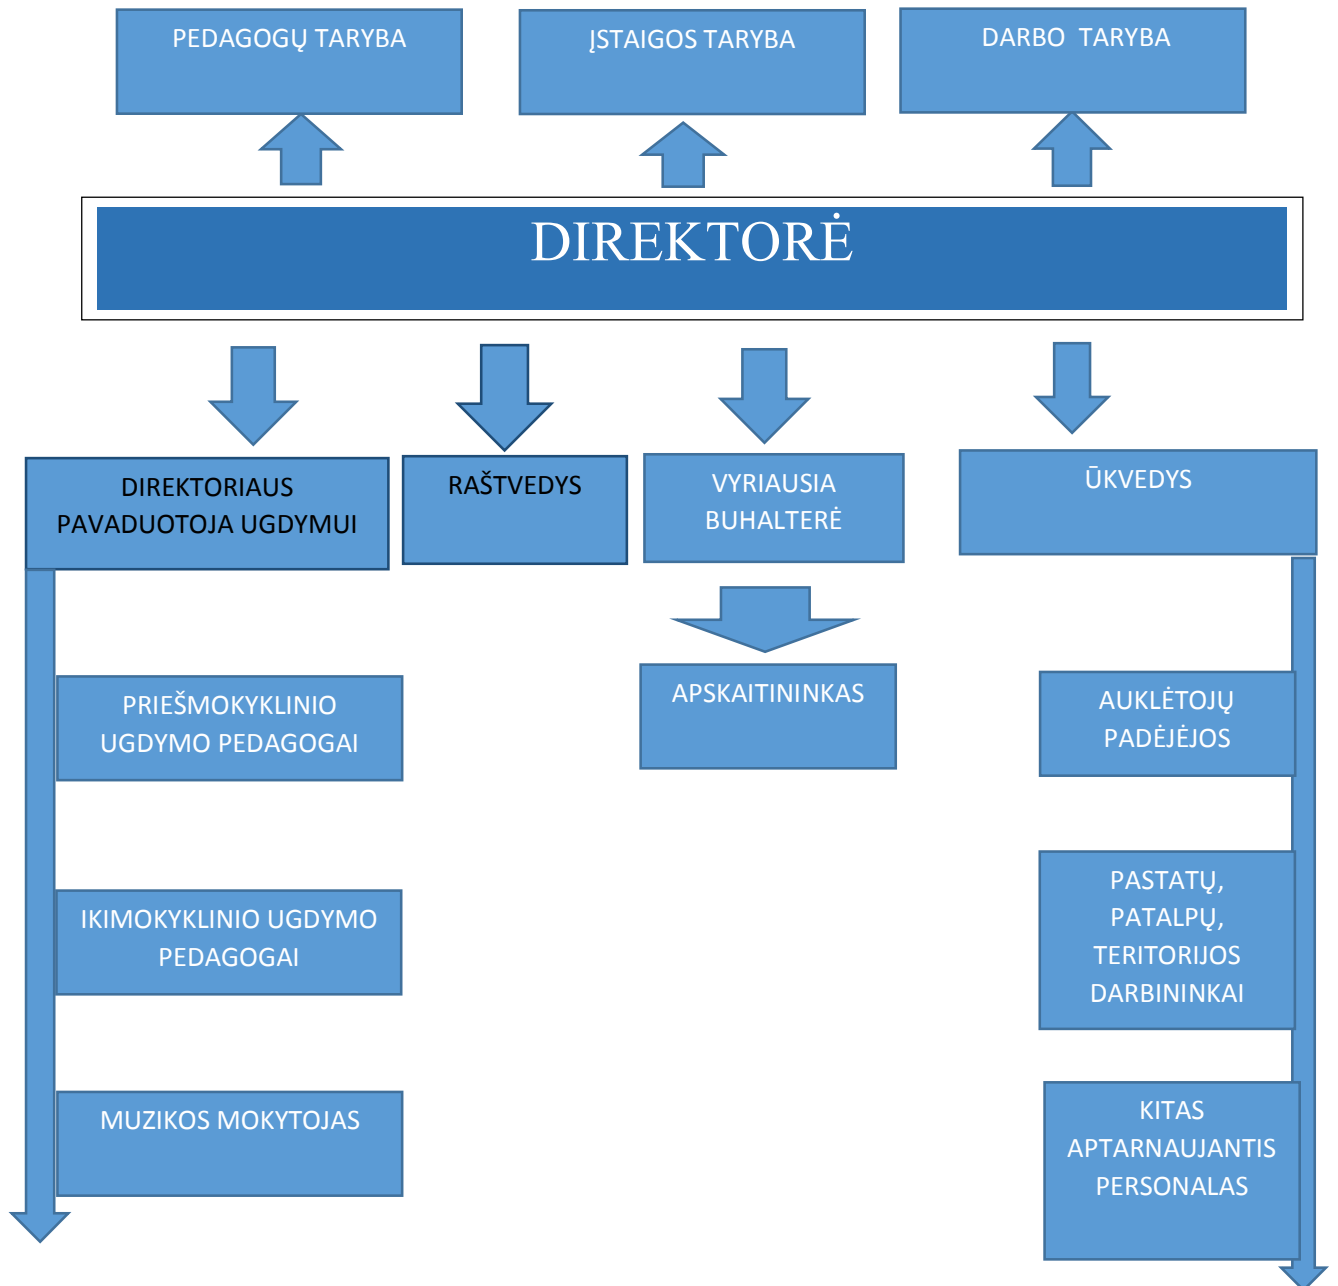 PEDAGOGŲ TARYBA
ĮSTAIGOS TARYBA
DARBO TARYBA
DIREKTORĖ
DIREKTORIAUS
PAVADUOTOJA UGDYMUI
RAŠTVEDYS
VYRIAUSIA
BUHALTERĖ
ŪKVEDYS
PRIEŠMOKYKLINIO
UGDYMO PEDAGOGAI
APSKAITININKAS
AUKLĖTOJŲ
PADĖJĖJOS
IKIMOKYKLINIO UGDYMO
PEDAGOGAI
PASTATŲ,
PATALPŲ,
TERITORIJOS
DARBININKAI
MUZIKOS MOKYTOJAS
KITAS
APTARNAUJANTIS
PERSONALAS